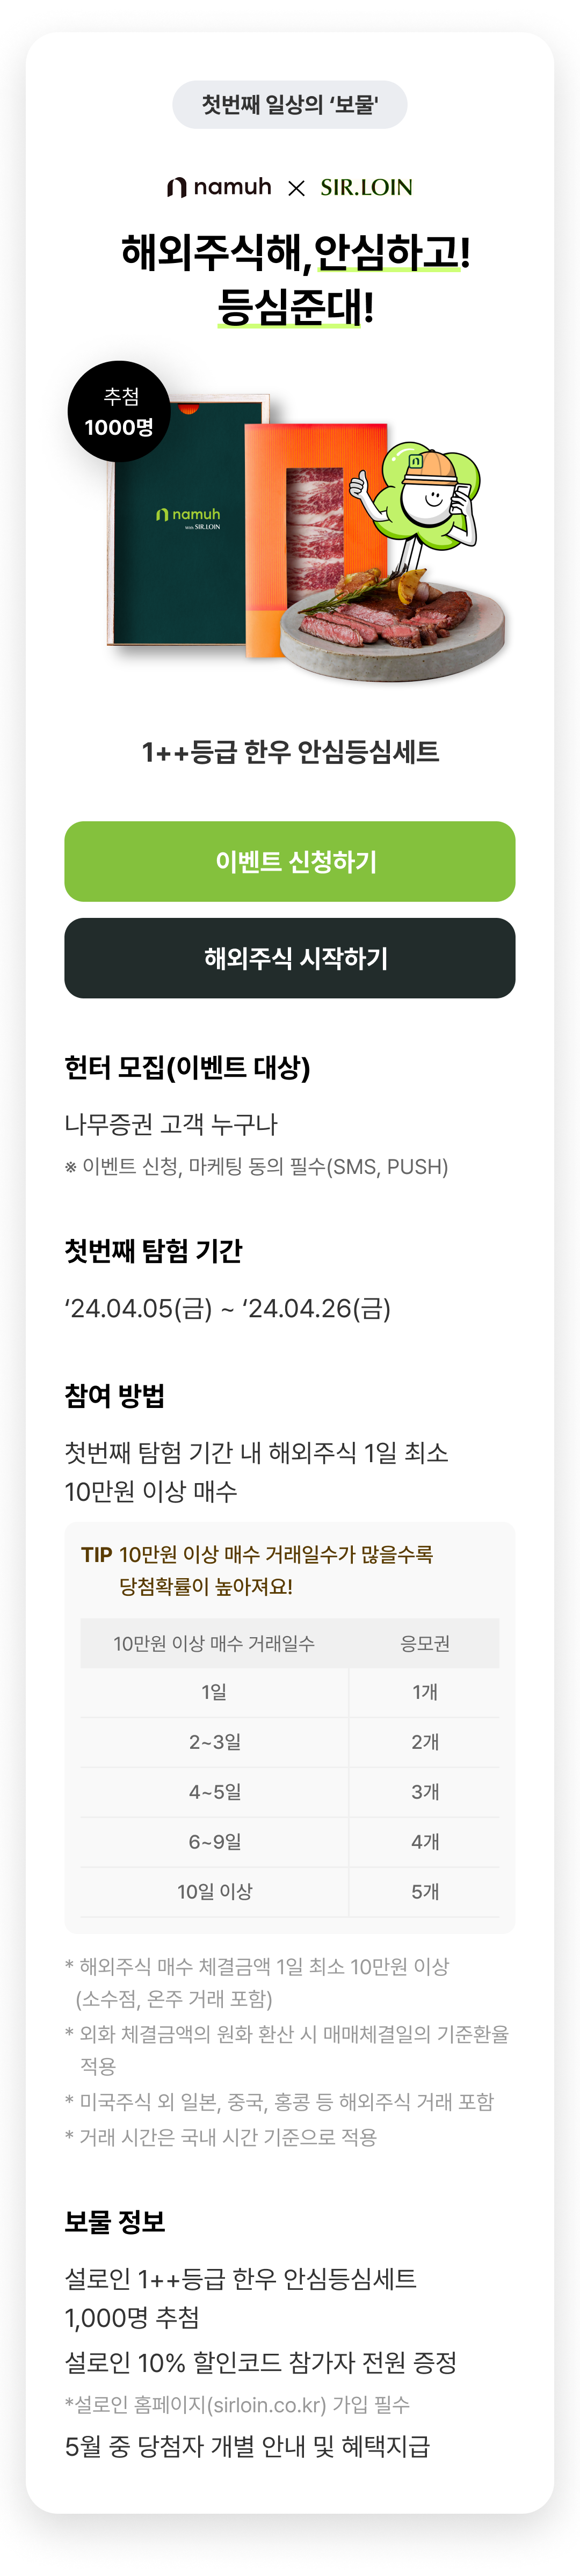 첫번째 일상의 ‘보물'
namuh × SIR.LOIN
해외주식해,안심하고!
등심준대!
추첨
1000명
namuh
With SIR.LOIN
1++등급 한우 안심등심세트
이벤트 신청하기
해외주식 시작하기
헌터 모집(이벤트 대상)
나무증권 고객 누구나
※ 이벤트 신청, 마케팅 동의 필수(SMS, PUSH)
첫번째 탐험 기간
‘24.04.05(금) ~ ‘24.04.26(금)
참여 방법
첫번째 탐험 기간 내 해외주식 1일 최소
10만원 이상 매수
TIP 10만원 이상 매수 거래일수가 많을수록
당첨확률이 높아져요!
10만원 이상 매수 거래일수 응모권
1일 1개
2~3일 2개
4~5일 3개
6~9일 4개
10일 이상 5개
* 해외주식 매수 체결금액 1일 최소 10만원 이상
(소수점, 온주 거래 포함)
* 외화 체결금액의 원화 환산 시 매매체결일의 기준환율
적용
* 미국주식 외 일본, 중국, 홍콩 등 해외주식 거래 포함
* 거래 시간은 국내 시간 기준으로 적용
보물 정보
설로인 1++등급 한우 안심등심세트
1,000명 추첨
설로인 10% 할인코드 참가자 전원 증정
*설로인 홈페이지(sirloin.co.kr) 가입 필수
5월 중 당첨자 개별 안내 및 혜택지급